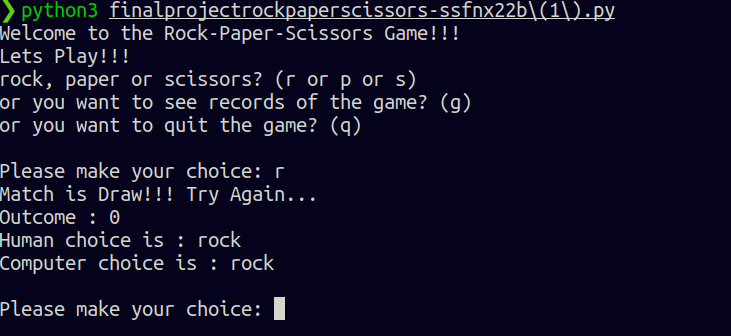 ❯ python3 finalprojectrockpaperscissors-ssfnx22b\(1\).py
Welcome to the Rock-Paper-Scissors Game!!!
Lets Play!!!
rock, paper or scissors? (r or p or s)
or you want to see records of the game? (g)
or you want to quit the game? (q)
Please make your choice: r
Match is Draw!!! Try Again...
Outcome : 0
Human choice is : rock
Computer choice is : rock
Please make your choice: